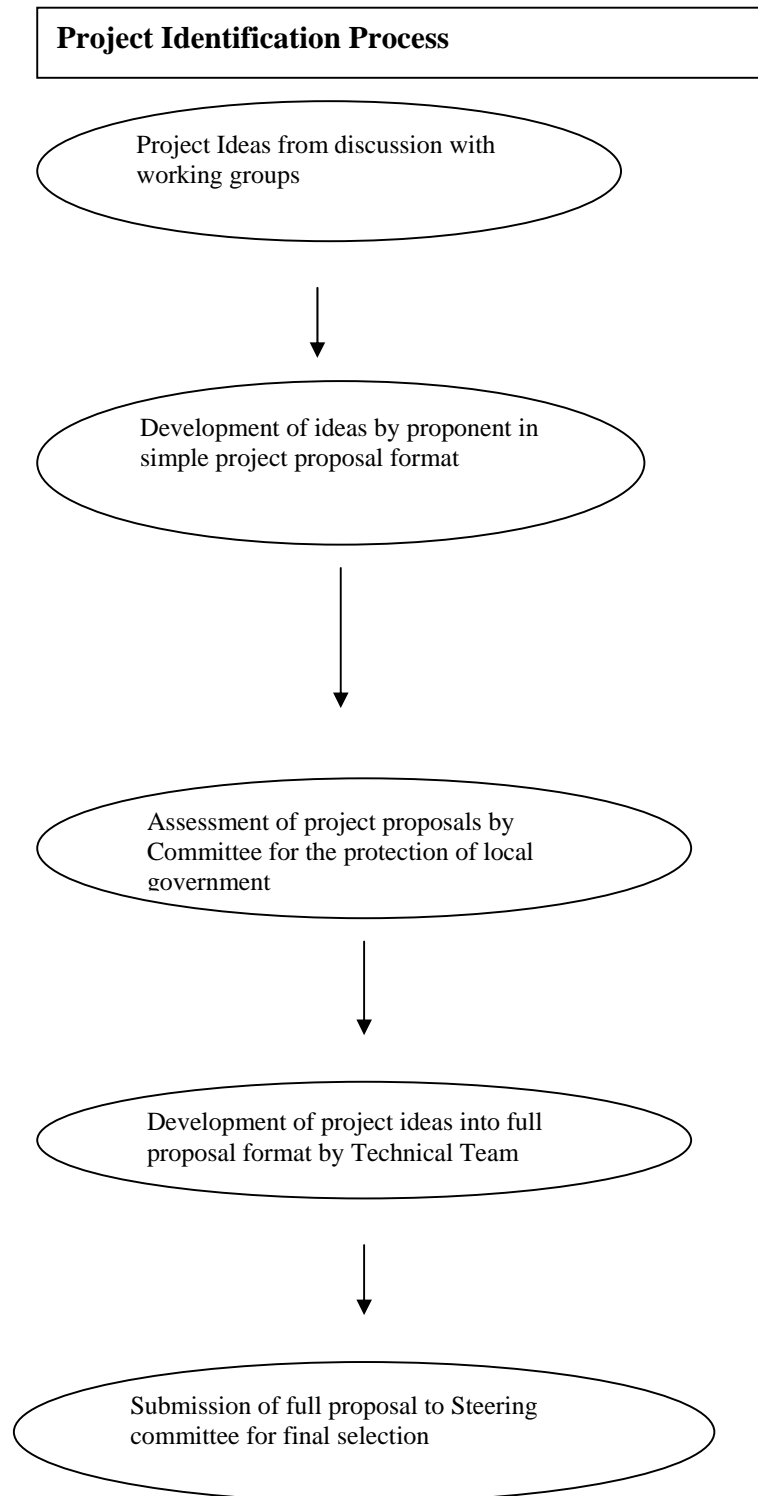 Project Identification Process
Project Ideas from discussion with
working groups
Development of ideas by proponent in
simple project proposal format
Assessment of project proposals by
Committee for the protection of local
government
Development of project ideas into full
proposal format by Technical Team
Submission of full proposal to Steering
committee for final selection